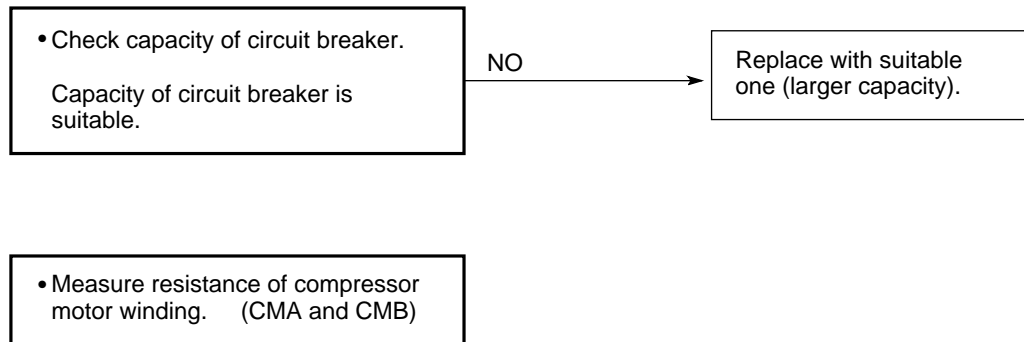 • Check capacity of circuit breaker.
Capacity of circuit breaker is
suitable.
NO
Replace with suitable
one (larger capacity).
• Measure resistance of compressor
motor winding. (CMA and CMB)